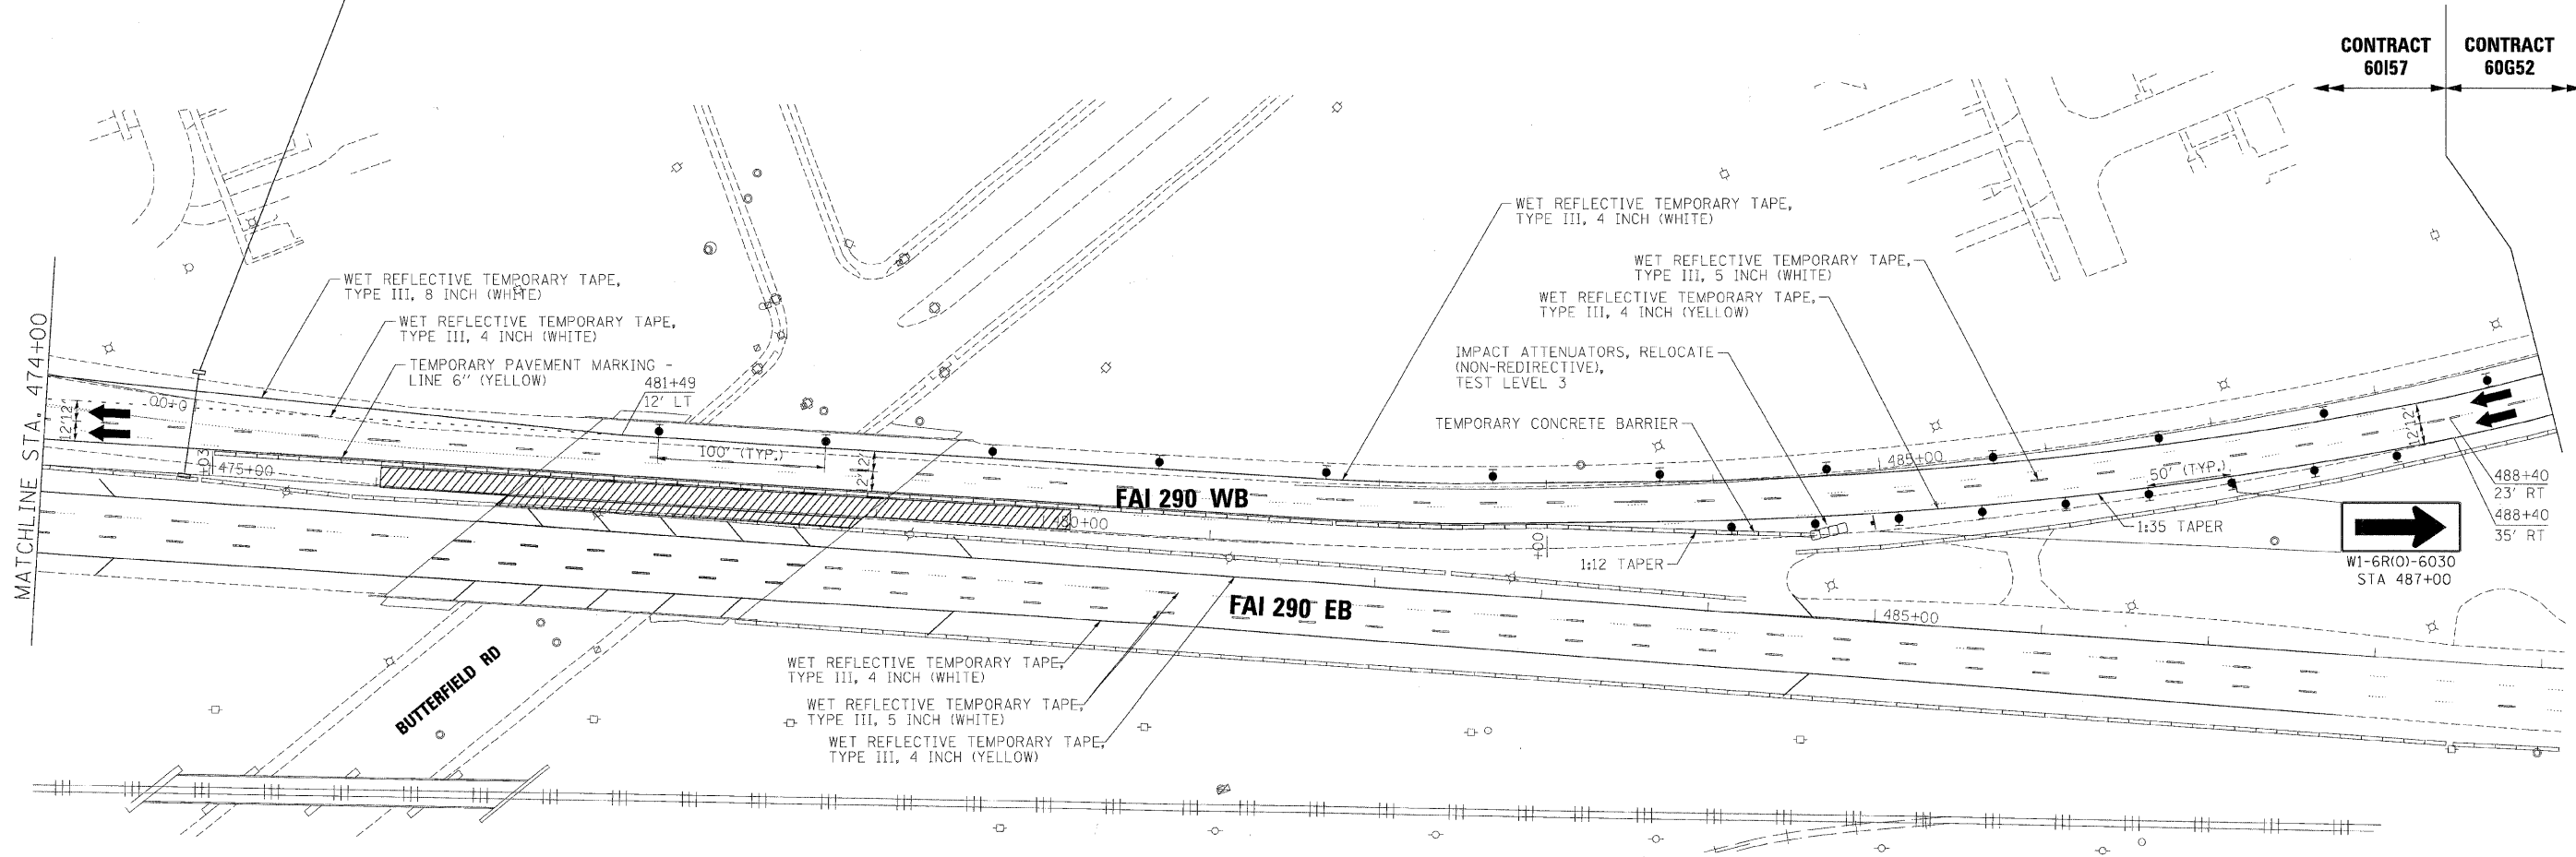 CONTRACT
60I57
CONTRACT
60G52
WET REFLECTIVE TEMPORARY TAPE,
TYPE III, 4 INCH (WHITE)
WET REFLECTIVE TEMPORARY TAPE,
TYPE III, 5 INCH (WHITE)
WET REFLECTIVE TEMPORARY TAPE,
TYPE III, 4 INCH (YELLOW)
IMPACT ATTENUATORS, RELOCATE
(NON-REDIRECTIVE),
TEST LEVEL 3
TEMPORARY CONCRETE BARRIER
WET REFLECTIVE TEMPORARY TAPE,
TYPE III, 8 INCH (WHITE)
WET REFLECTIVE TEMPORARY TAPE,
TYPE III, 4 INCH (WHITE)
TEMPORARY PAVEMENT MARKING -
LINE 6" (YELLOW)
481+49
12' LT
MATCHLINE STA. 474+00
12'
12'
475+00
100' (TYP.)
12'
12'
FAI 290 WB
480+00
+00
1:12 TAPER
485+00
50' (TYP.)
12'
12'
1:35 TAPER
488+40
23' RT
488+40
35' RT
W1-6R(O)-6030
STA 487+00
FAI 290 EB
485+00
BUTTERFIELD RD
WET REFLECTIVE TEMPORARY TAPE,
TYPE III, 4 INCH (WHITE)
WET REFLECTIVE TEMPORARY TAPE,
TYPE III, 5 INCH (WHITE)
WET REFLECTIVE TEMPORARY TAPE,
TYPE III, 4 INCH (YELLOW)